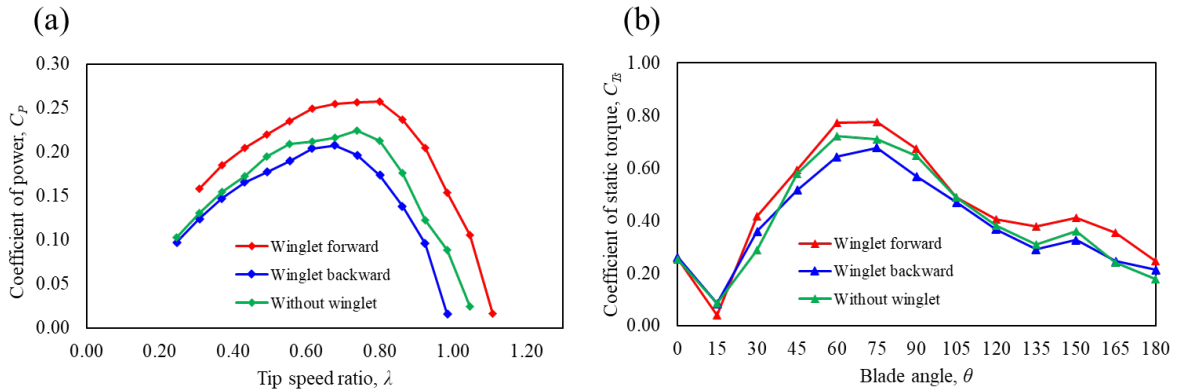 (a)
Coefficient of power, C_P
0.30
0.25
0.20
0.15
0.10
0.05
0.00
0.00 0.20 0.40 0.60 0.80 1.00 1.20
Tip speed ratio, λ
Winglet forward
Winglet backward
Without winglet
(b)
Coefficient of static torque, C_Ts
1.00
0.80
0.60
0.40
0.20
0.00
0 15 30 45 60 75 90 105 120 135 150 165 180
Blade angle, θ
Winglet forward
Winglet backward
Without winglet